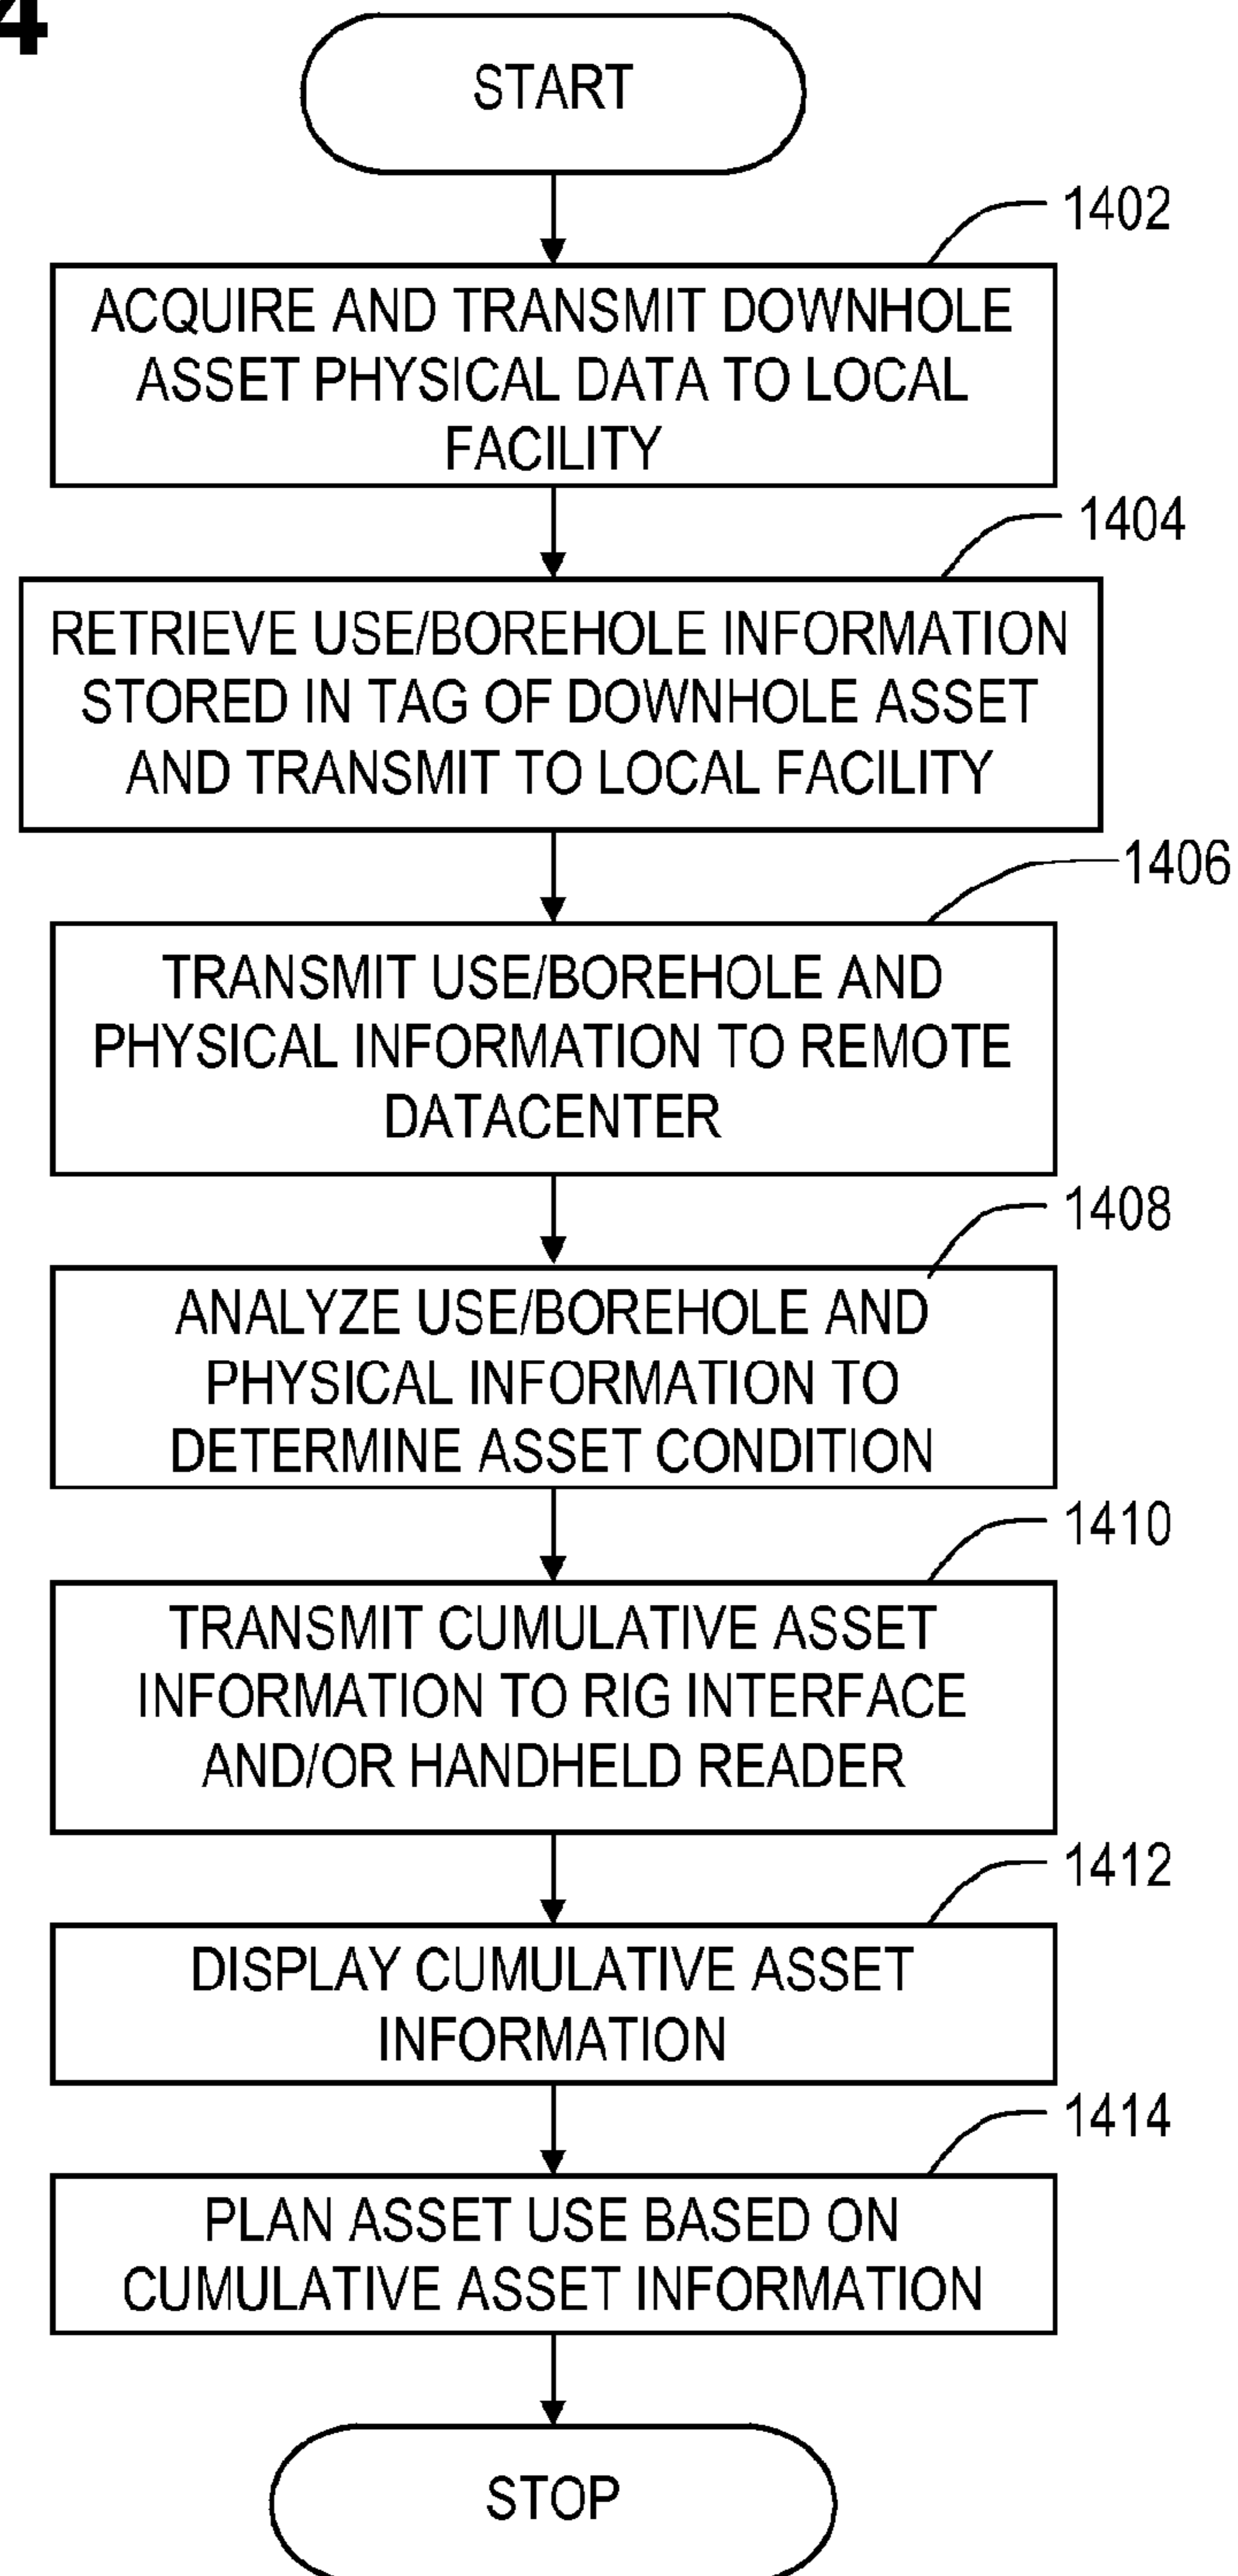 4
START
1402
ACQUIRE AND TRANSMIT DOWNHOLE
ASSET PHYSICAL DATA TO LOCAL
FACILITY
1404
RETRIEVE USE/BOREHOLE INFORMATION
STORED IN TAG OF DOWNHOLE ASSET
AND TRANSMIT TO LOCAL FACILITY
1406
TRANSMIT USE/BOREHOLE AND
PHYSICAL INFORMATION TO REMOTE
DATACENTER
1408
ANALYZE USE/BOREHOLE AND
PHYSICAL INFORMATION TO
DETERMINE ASSET CONDITION
1410
TRANSMIT CUMULATIVE ASSET
INFORMATION TO RIG INTERFACE
AND/OR HANDHELD READER
1412
DISPLAY CUMULATIVE ASSET
INFORMATION
1414
PLAN ASSET USE BASED ON
CUMULATIVE ASSET INFORMATION
STOP